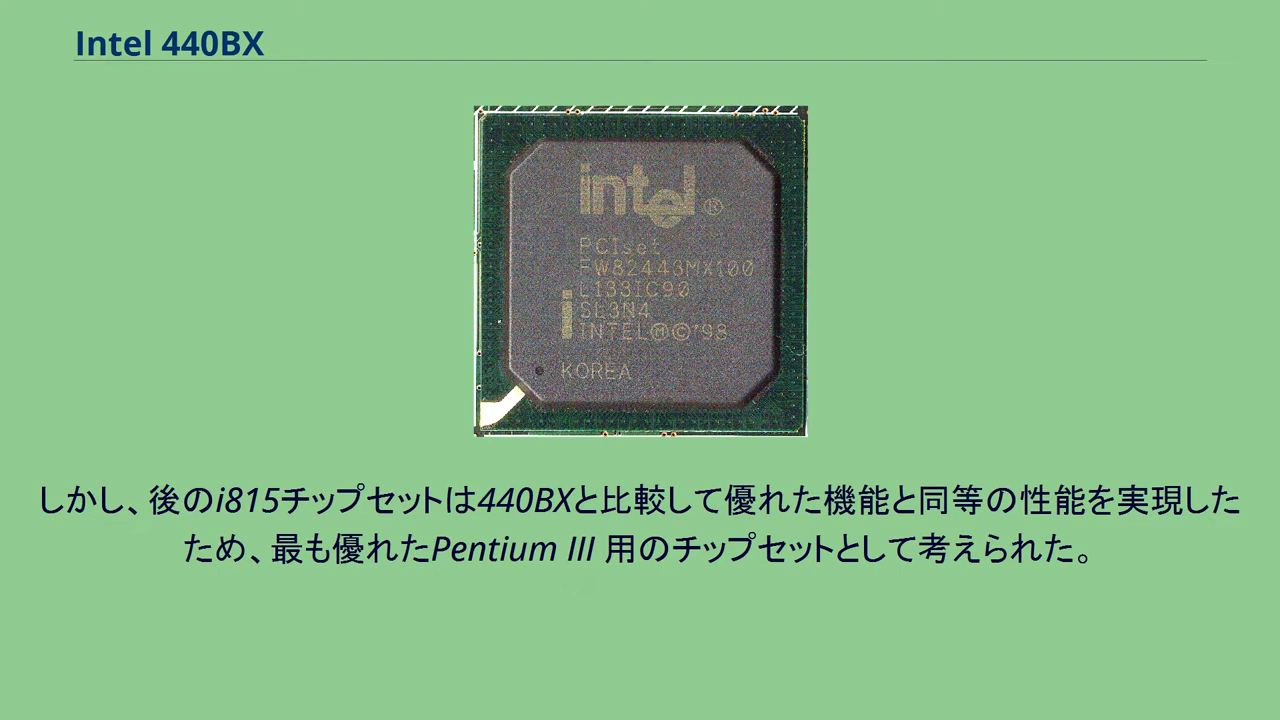 Intel 440BX
intel ®
PCIset
FW82443MX100
L1331C90
SL3N4
INTEL Ⓜ©'98
KOREA
しかし、後のi815チップセットは440BXと比較して優れた機能と同等の性能を実現した
ため、最も優れたPentium III 用のチップセットとして考えられた。